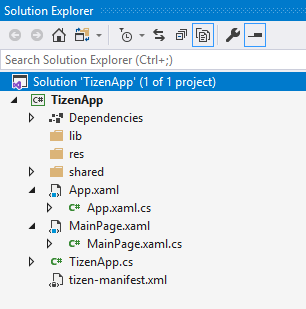 Solution Explorer
Search Solution Explorer (Ctrl+;)
Solution 'TizenApp' (1 of 1 project)
C# TizenApp
Dependencies
lib
res
shared
App.xaml
C# App.xaml.cs
MainPage.xaml
C# MainPage.xaml.cs
C# TizenApp.cs
tizen-manifest.xml